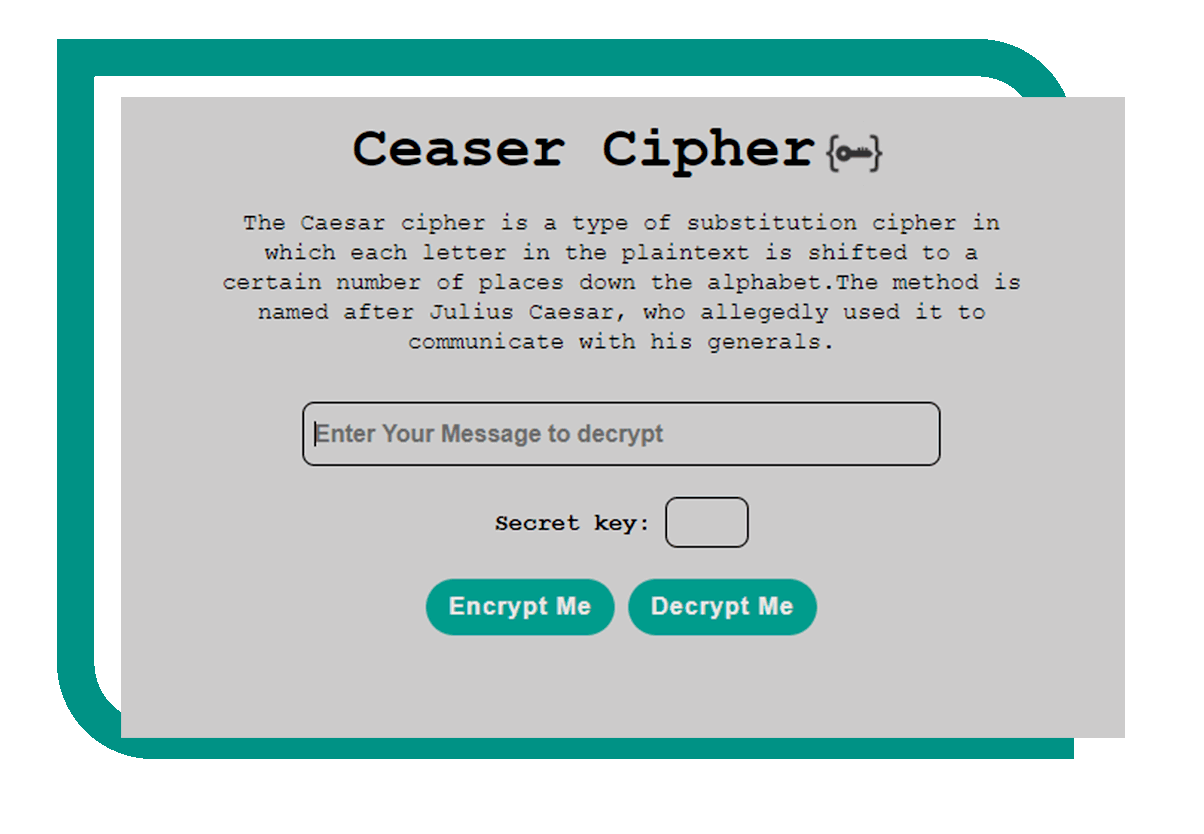 Ceaser Cipher
The Caesar cipher is a type of substitution cipher in
which each letter in the plaintext is shifted to a
certain number of places down the alphabet.The method is
named after Julius Caesar, who allegedly used it to
communicate with his generals.
Enter Your Message to decrypt
Secret key:
Encrypt Me Decrypt Me